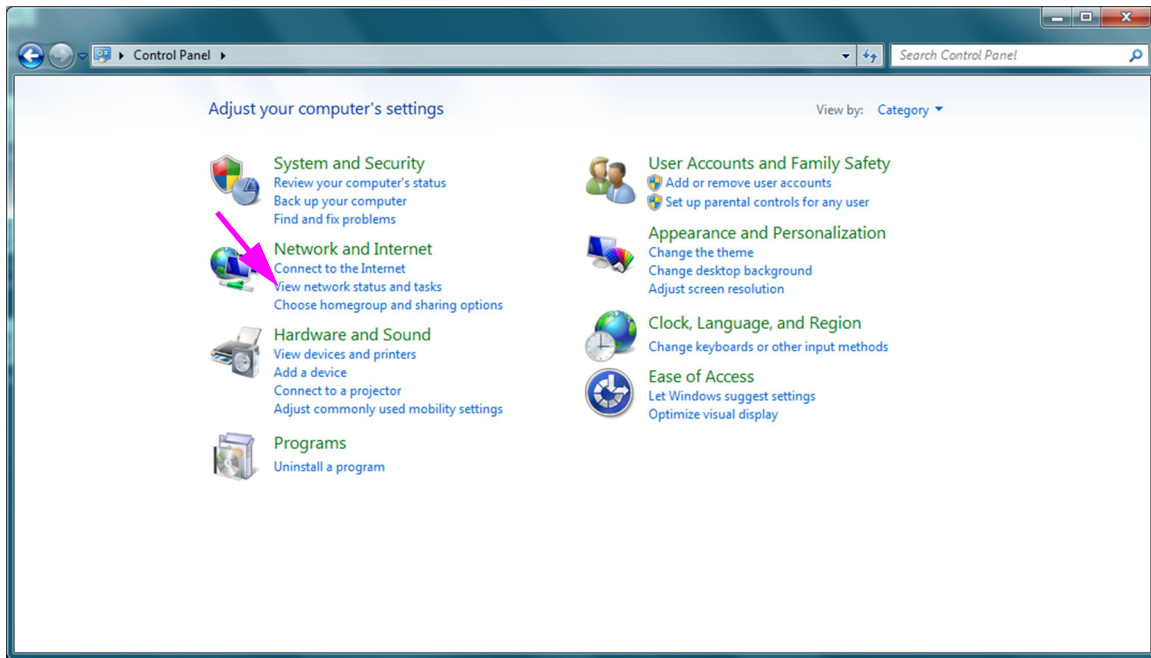 Control Panel
Search Control Panel
Adjust your computer's settings
View by: Category
System and Security
Review your computer's status
Back up your computer
Find and fix problems
Network and Internet
Connect to the Internet
View network status and tasks
Choose homegroup and sharing options
Hardware and Sound
View devices and printers
Add a device
Connect to a projector
Adjust commonly used mobility settings
Programs
Uninstall a program
User Accounts and Family Safety
Add or remove user accounts
Set up parental controls for any user
Appearance and Personalization
Change the theme
Change desktop background
Adjust screen resolution
Clock, Language, and Region
Change keyboards or other input methods
Ease of Access
Let Windows suggest settings
Optimize visual display